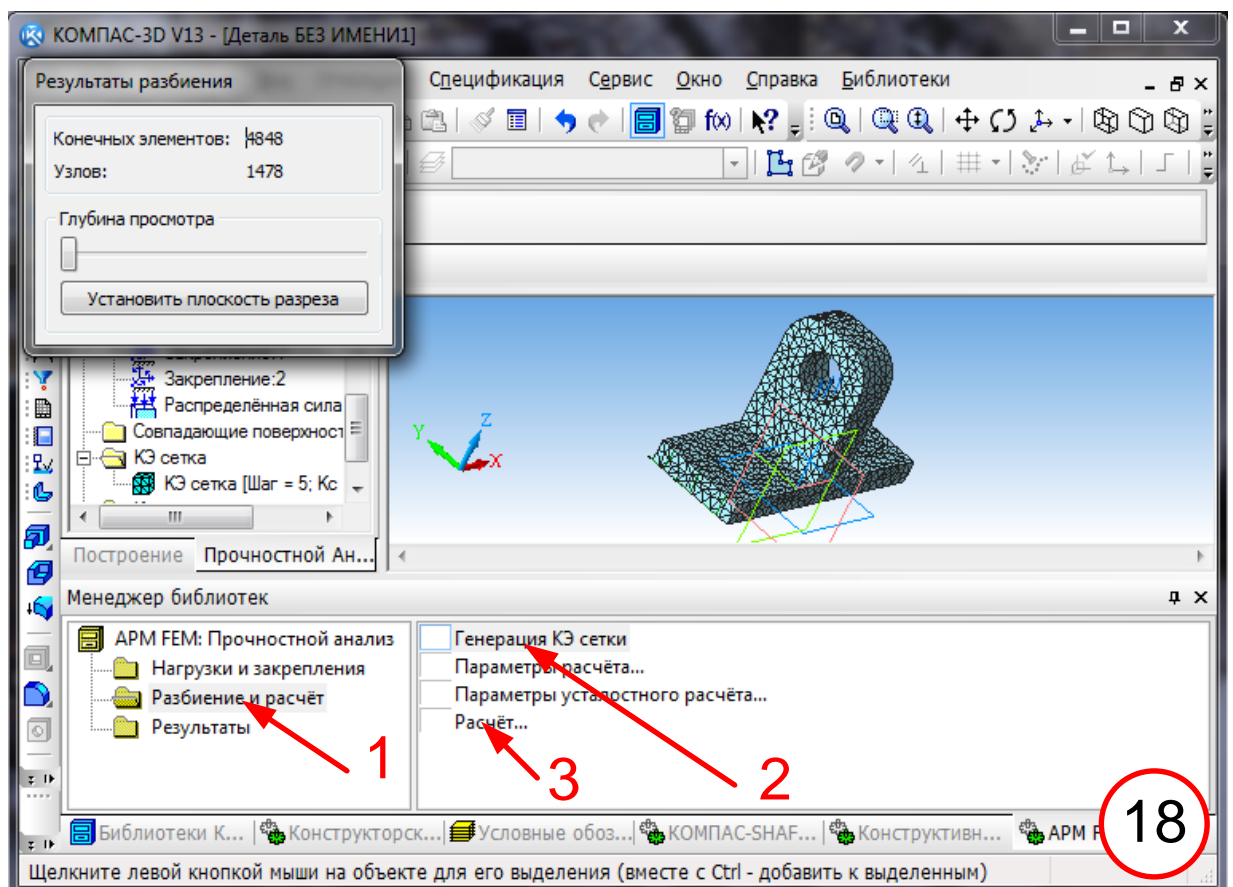 КОМПАС-3D V13 - [Деталь БЕЗ ИМЕНИ1]
Результаты разбиения
Спецификация Сервис Окно Справка Библиотеки
Конечных элементов: 4848
Узлов: 1478
Глубина просмотра
Установить плоскость разреза
f(x)
Закрепление:2
Распределённая сила
Совпадающие поверхност
КЭ сетка
КЭ сетка [Шаг = 5; Кс
Z
Y
X
Построение Прочностной Ан...
Менеджер библиотек
APM FEM: Прочностной анализ
Нагрузки и закрепления
Разбиение и расчёт
Результаты
Генерация КЭ сетки
Параметры расчёта...
Параметры усталостного расчёта...
Расчёт...
1
2
3
18
Библиотеки К... Конструкторск... Условные обоз... КОМПАС-SHAF... Конструктивн... APM F
Щелкните левой кнопкой мыши на объекте для его выделения (вместе с Ctrl - добавить к выделенным)